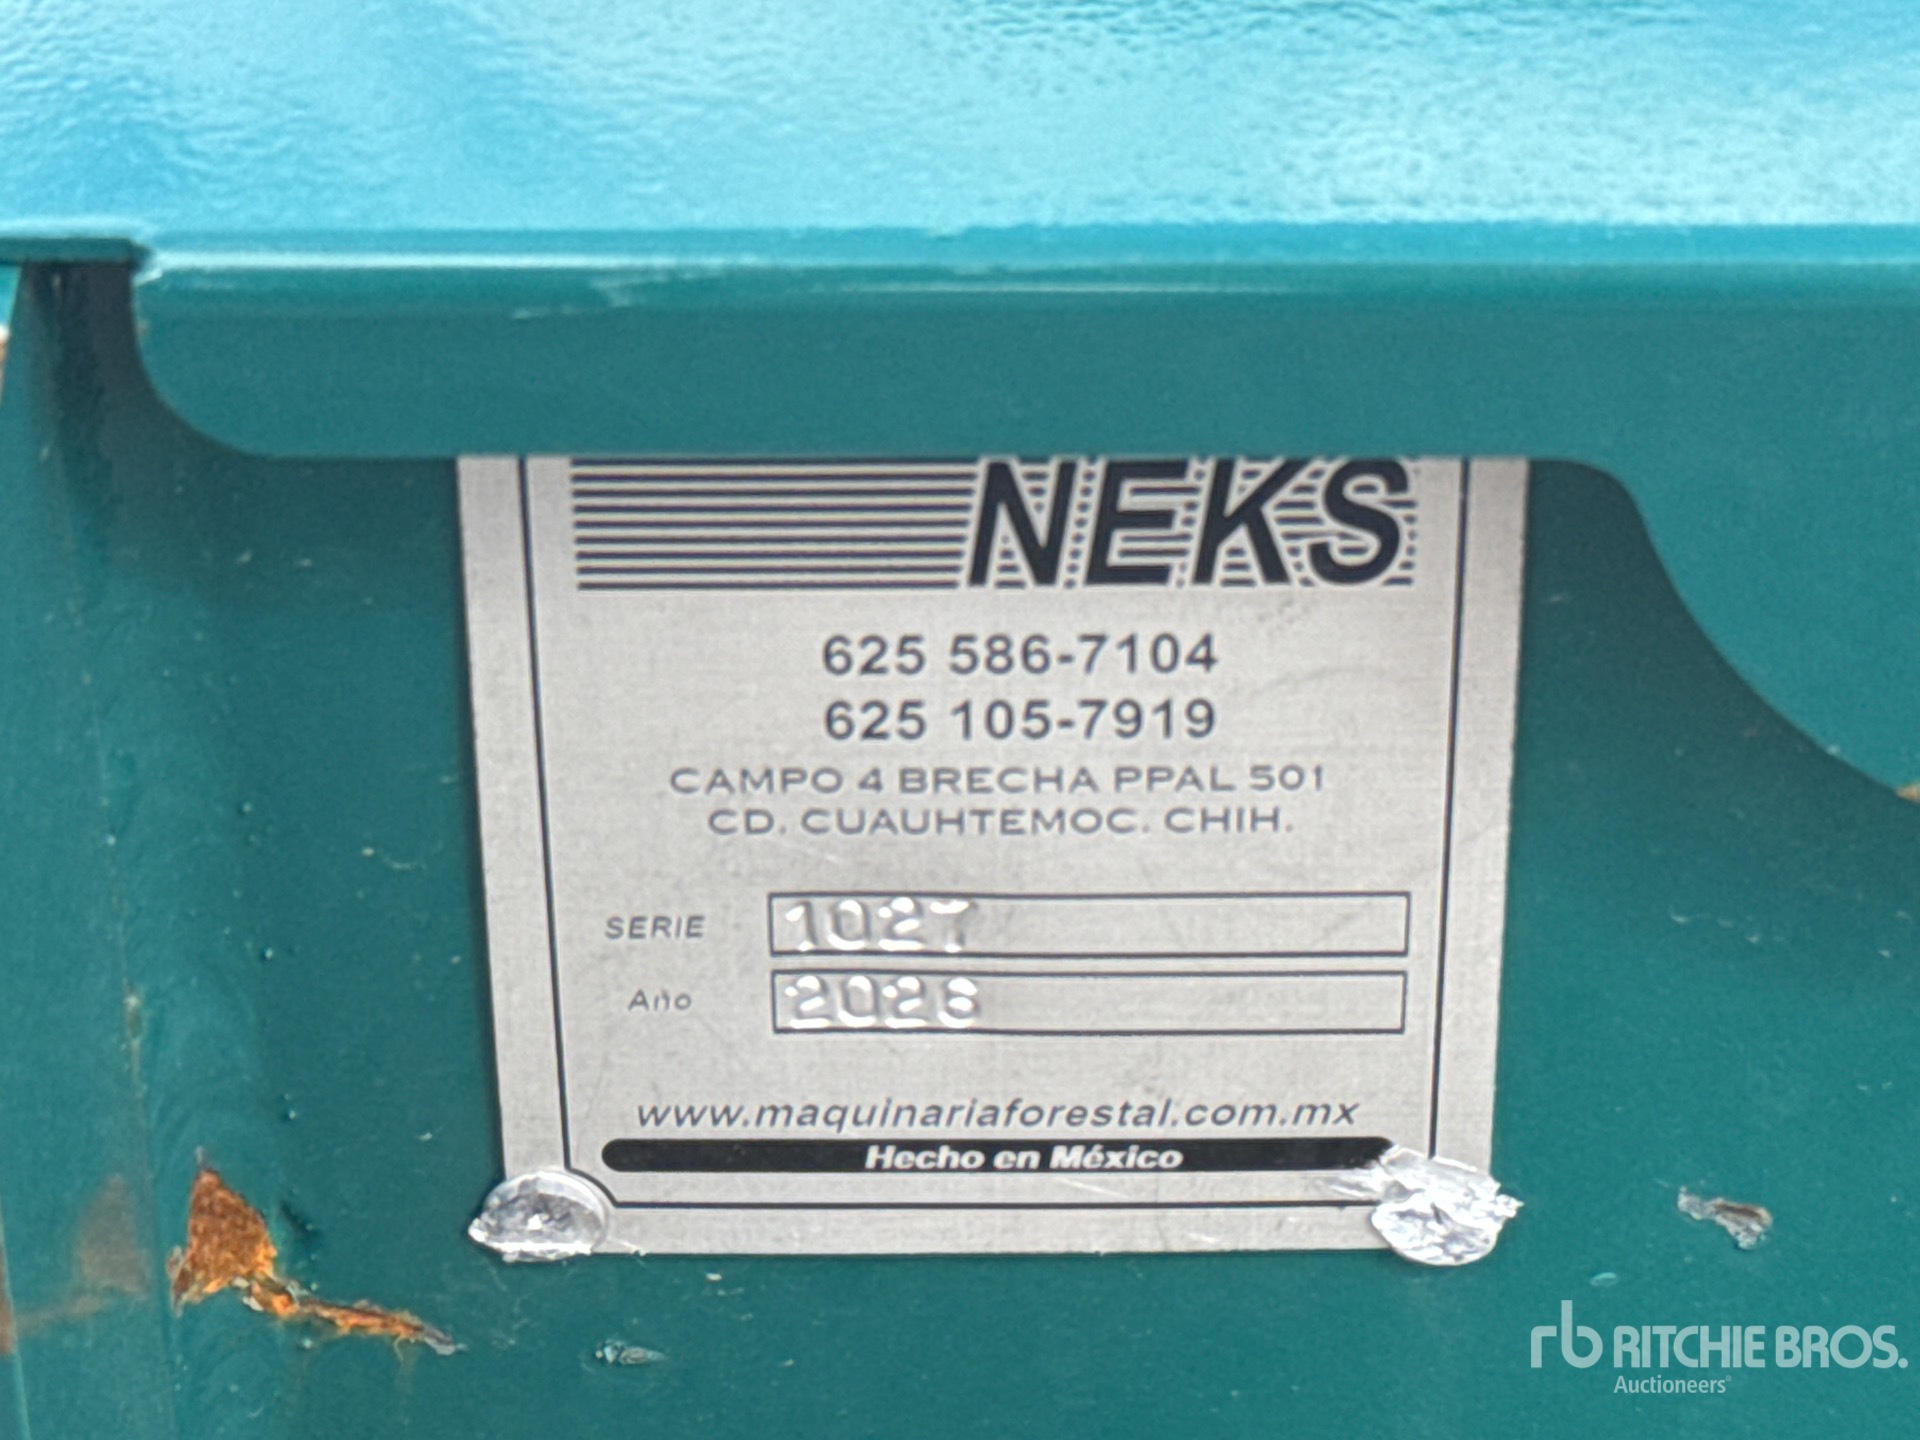 NEKS
625 586-7104
625 105-7919
CAMPO 4 BRECHA PPAL 501
CD. CUAUHTEMOC. CHIH.
SERIE 1027
Año
www.maquinariaforestal.com.mx
Hecho en México
rb RITCHIE BROS.
Auctioneers